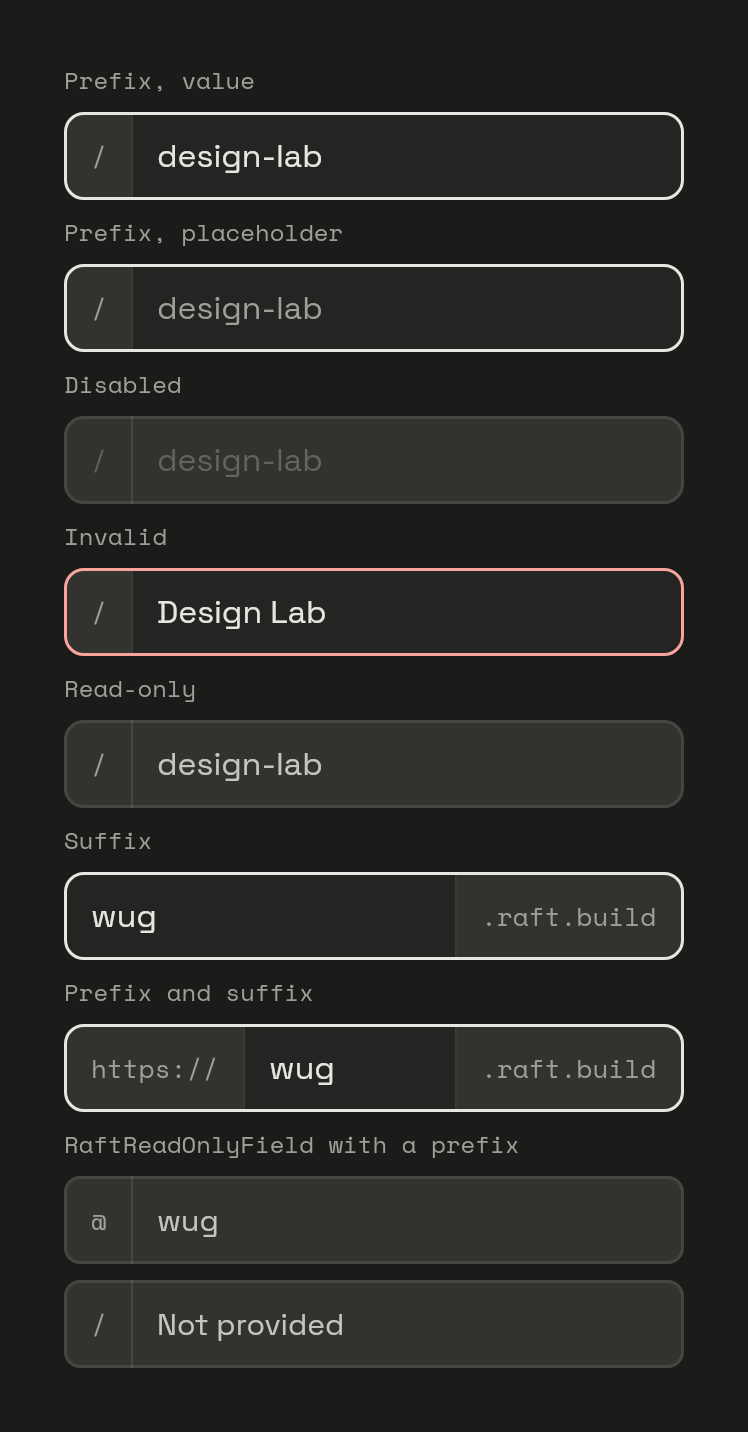 Prefix, value
/ design-lab
Prefix, placeholder
/ design-lab
Disabled
/ design-lab
Invalid
/ Design Lab
Read-only
/ design-lab
Suffix
wug .raft.build
Prefix and suffix
https:// wug .raft.build
RaftReadOnlyField with a prefix
@ wug
/ Not provided